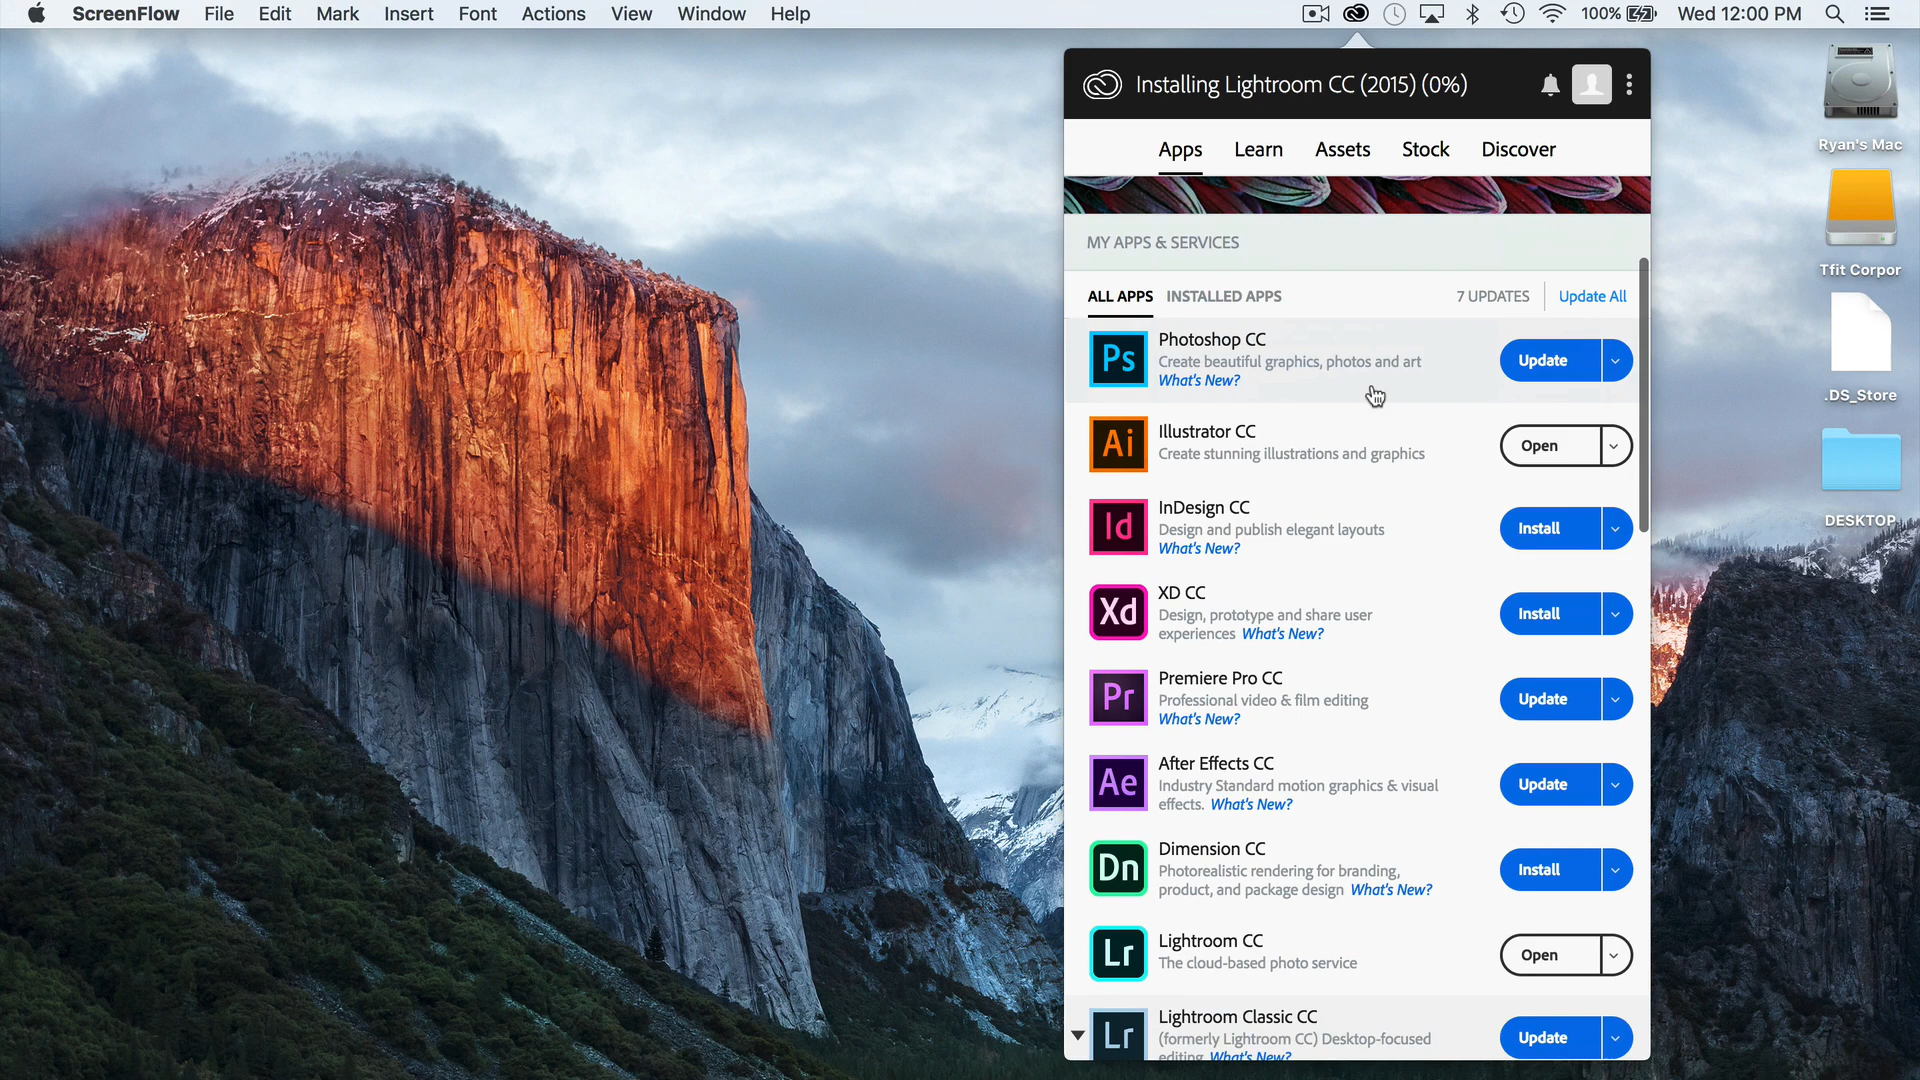 ScreenFlow File Edit Mark Insert Font Actions View Window Help 100% Wed 12:00 PM
Installing Lightroom CC (2015) (0%)
Apps Learn Assets Stock Discover
MY APPS & SERVICES
ALL APPS INSTALLED APPS 7 UPDATES Update All
Ps
Photoshop CC
Create beautiful graphics, photos and art
What's New?
Update
Ai
Illustrator CC
Create stunning illustrations and graphics
Open
Id
InDesign CC
Design and publish elegant layouts
What's New?
Install
Xd
XD CC
Design, prototype and share user
experiences What's New?
Install
Pr
Premiere Pro CC
Professional video & film editing
What's New?
Update
Ae
After Effects CC
Industry Standard motion graphics & visual
effects. What's New?
Update
Dn
Dimension CC
Photorealistic rendering for branding,
product, and package design What's New?
Install
Lr
Lightroom CC
The cloud-based photo service
Open
Lr
Lightroom Classic CC
(formerly Lightroom CC) Desktop-focused
editing What's New?
Update
Ryan's Mac
Tfit Corpor
.DS_Store
DESKTOP